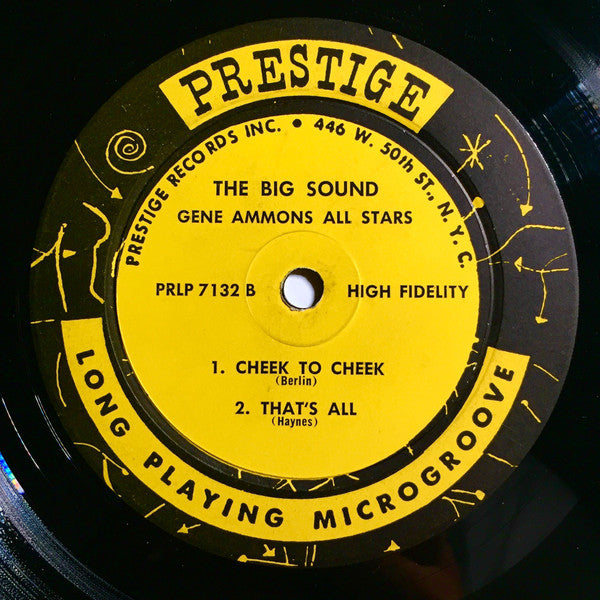 PRESTIGE
PRESTIGE RECORDS INC. • 446 W. 50th ST., N.Y.C.
THE BIG SOUND
GENE AMMONS ALL STARS
PRLP 7132 B
HIGH FIDELITY
1. CHEEK TO CHEEK
(Berlin)
2. THAT'S ALL
(Haynes)
LONG PLAYING MICROGROOVE